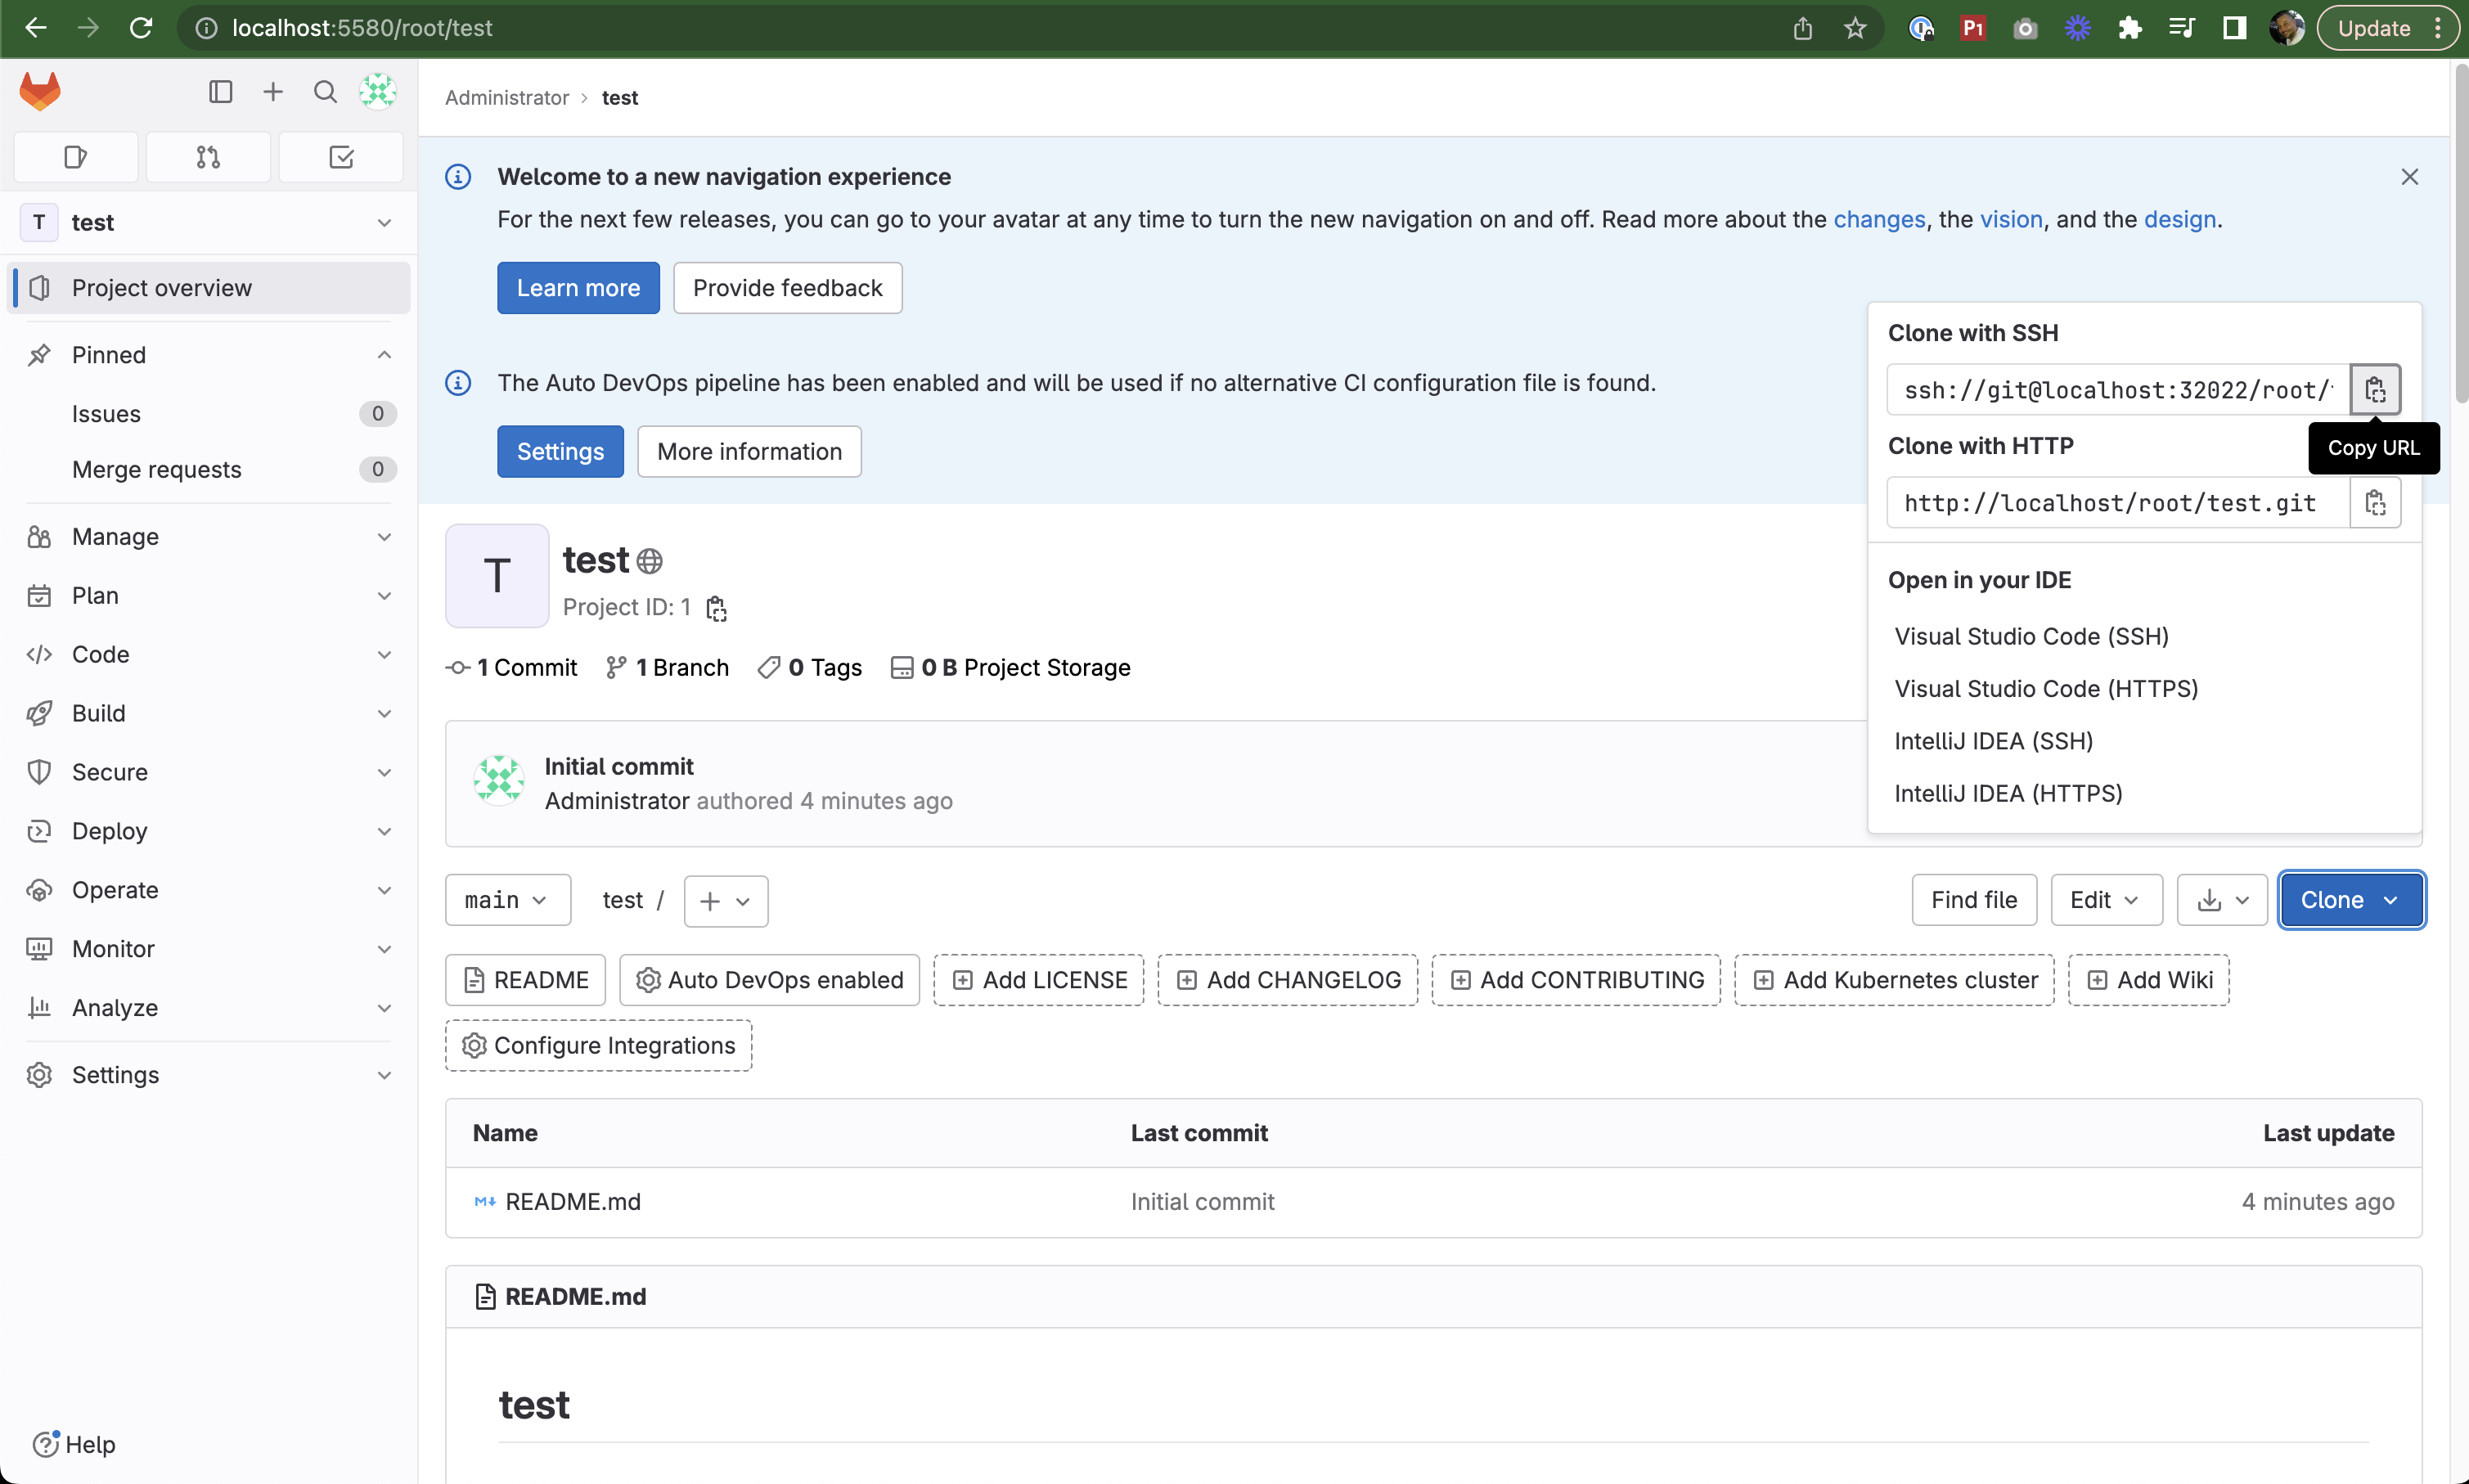 localhost:5580/root/test
P1
Update
Administrator › test
T test
Project overview
Pinned
Issues 0
Merge requests 0
Manage
Plan
Code
Build
Secure
Deploy
Operate
Monitor
Analyze
Settings
Help
Welcome to a new navigation experience
For the next few releases, you can go to your avatar at any time to turn the new navigation on and off. Read more about the changes, the vision, and the design.
Learn more Provide feedback
The Auto DevOps pipeline has been enabled and will be used if no alternative CI configuration file is found.
Settings More information
Clone with SSH
ssh://git@localhost:32022/root/
Copy URL
Clone with HTTP
http://localhost/root/test.git
Open in your IDE
Visual Studio Code (SSH)
Visual Studio Code (HTTPS)
IntelliJ IDEA (SSH)
IntelliJ IDEA (HTTPS)
T
test
Project ID: 1
1 Commit 1 Branch 0 Tags 0 B Project Storage
Initial commit
Administrator authored 4 minutes ago
main test / + Find file Edit Clone
README Auto DevOps enabled Add LICENSE Add CHANGELOG Add CONTRIBUTING Add Kubernetes cluster Add Wiki
Configure Integrations
Name Last commit Last update
README.md Initial commit 4 minutes ago
README.md
test